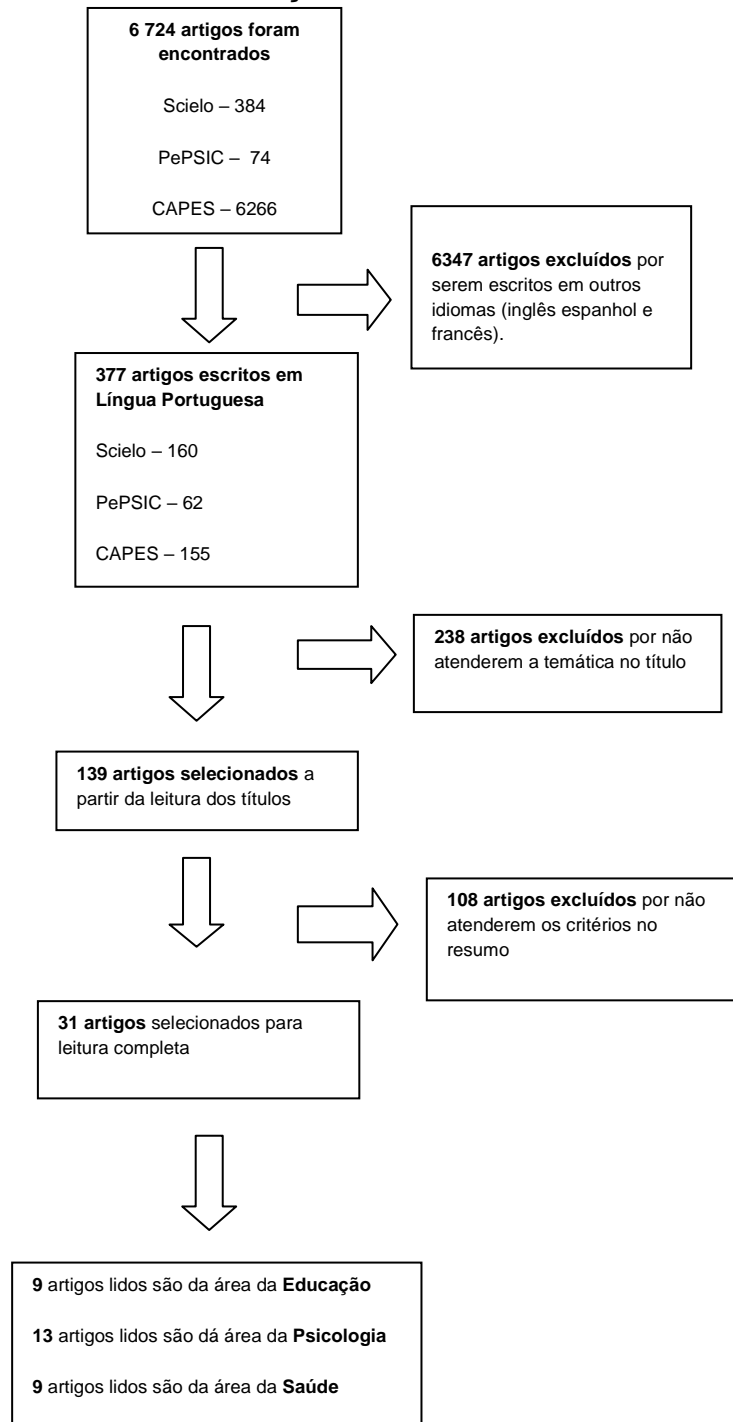 6 724 artigos foram
encontrados
Scielo – 384
PePSIC – 74
CAPES – 6266
6347 artigos excluídos por
serem escritos em outros
idiomas (inglês espanhol e
francês).
377 artigos escritos em
Língua Portuguesa
Scielo – 160
PePSIC – 62
CAPES – 155
238 artigos excluídos por não
atenderem a temática no título
139 artigos selecionados a
partir da leitura dos títulos
108 artigos excluídos por não
atenderem os critérios no
resumo
31 artigos selecionados para
leitura completa
9 artigos lidos são da área da Educação
13 artigos lidos são dá área da Psicologia
9 artigos lidos são da área da Saúde